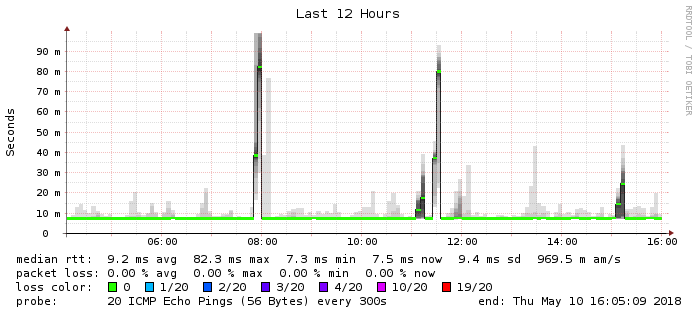 Last 12 Hours
RRDTOOL / TOBI OETIKER
Seconds
90 m
80 m
70 m
60 m
50 m
40 m
30 m
20 m
10 m
0
06:00 08:00 10:00 12:00 14:00 16:00
median rtt: 9.2 ms avg 82.3 ms max 7.3 ms min 7.5 ms now 9.4 ms sd 969.5 m am/s
packet loss: 0.00 % avg 0.00 % max 0.00 % min 0.00 % now
loss color: 0 1/20 2/20 3/20 4/20 10/20 19/20
probe: 20 ICMP Echo Pings (56 Bytes) every 300s end: Thu May 10 16:05:09 2018